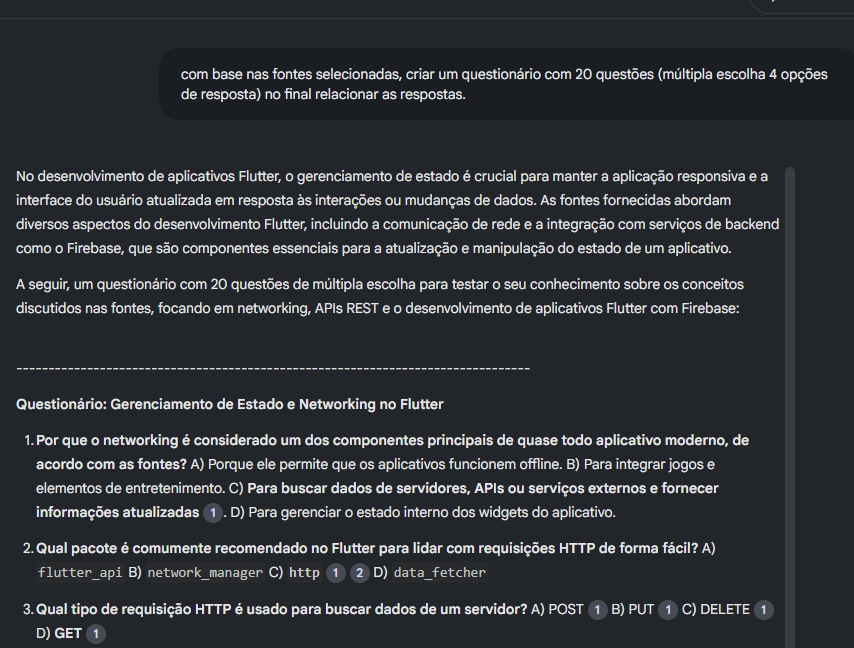 com base nas fontes selecionadas, criar um questionário com 20 questões (múltipla escolha 4 opções
de resposta) no final relacionar as respostas.
No desenvolvimento de aplicativos Flutter, o gerenciamento de estado é crucial para manter a aplicação responsiva e a
interface do usuário atualizada em resposta às interações ou mudanças de dados. As fontes fornecidas abordam
diversos aspectos do desenvolvimento Flutter, incluindo a comunicação de rede e a integração com serviços de backend
como o Firebase, que são componentes essenciais para a atualização e manipulação do estado de um aplicativo.
A seguir, um questionário com 20 questões de múltipla escolha para testar o seu conhecimento sobre os conceitos
discutidos nas fontes, focando em networking, APIs REST e o desenvolvimento de aplicativos Flutter com Firebase:
--------------------------------------------------------------------------------
Questionário: Gerenciamento de Estado e Networking no Flutter
1. Por que o networking é considerado um dos componentes principais de quase todo aplicativo moderno, de
acordo com as fontes? A) Porque ele permite que os aplicativos funcionem offline. B) Para integrar jogos e
elementos de entretenimento. C) Para buscar dados de servidores, APIs ou serviços externos e fornecer
informações atualizadas 1. D) Para gerenciar o estado interno dos widgets do aplicativo.
2. Qual pacote é comumente recomendado no Flutter para lidar com requisições HTTP de forma fácil? A)
flutter_api B) network_manager C) http 1 2 D) data_fetcher
3. Qual tipo de requisição HTTP é usado para buscar dados de um servidor? A) POST 1 B) PUT 1 C) DELETE 1
D) GET 1